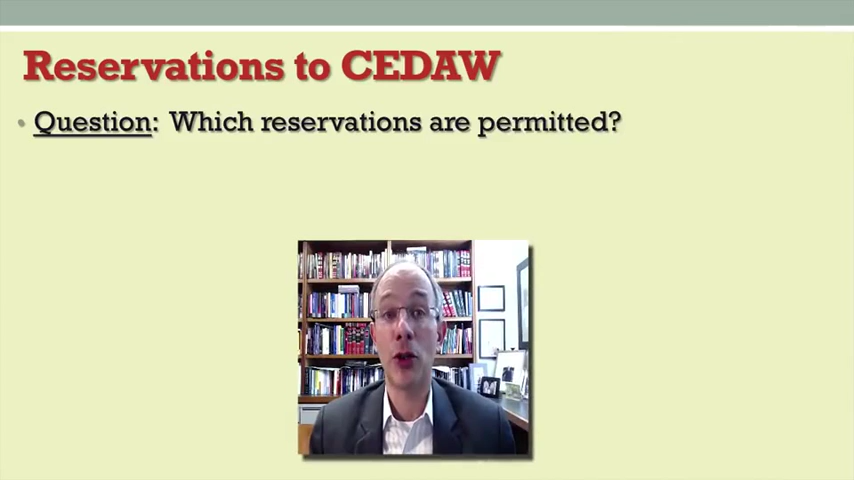 Reservations to CEDAW
• Question: Which reservations are permitted?